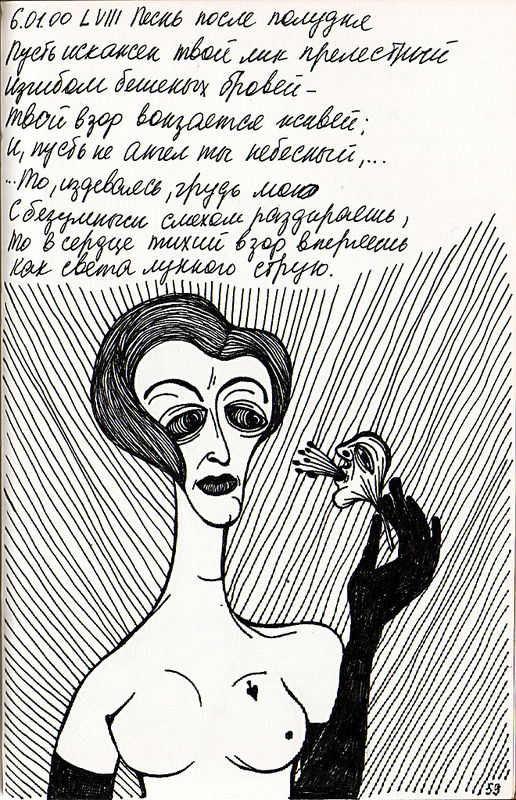 6.01.00 LVIII Песнь после полудня
Пусть искажен твой лик прелестный
Изгибом бешеных бровей –
Твой взор вонзается живей;
И, пусть не ангел ты небесный,...
...То, издеваясь, грудь мою
С безумным смехом раздираешь,
То в сердце тихий взор вперяешь
Как света лунного струю.
59